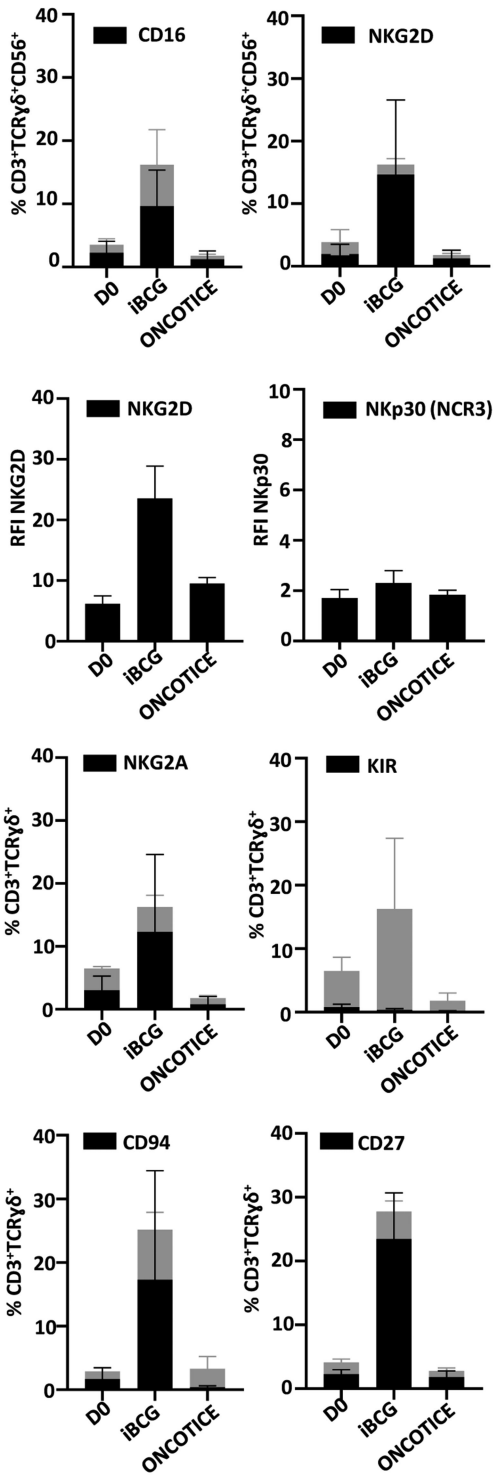 % CD3⁺TCRγδ⁺CD56⁺
40
30
20
10
0
CD16
D0
iBCG
ONCOTICE
% CD3⁺TCRγδ⁺CD56⁺
40
30
20
10
0
NKG2D
D0
iBCG
ONCOTICE
RFI NKG2D
40
30
20
10
0
NKG2D
D0
iBCG
ONCOTICE
RFI NKp30
10
8
6
4
2
0
NKp30 (NCR3)
D0
iBCG
ONCOTICE
% CD3⁺TCRγδ⁺
40
30
20
10
0
NKG2A
D0
iBCG
ONCOTICE
% CD3⁺TCRγδ⁺
40
30
20
10
0
KIR
D0
iBCG
ONCOTICE
% CD3⁺TCRγδ⁺
40
30
20
10
0
CD94
D0
iBCG
ONCOTICE
% CD3⁺TCRγδ⁺
40
30
20
10
0
CD27
D0
iBCG
ONCOTICE